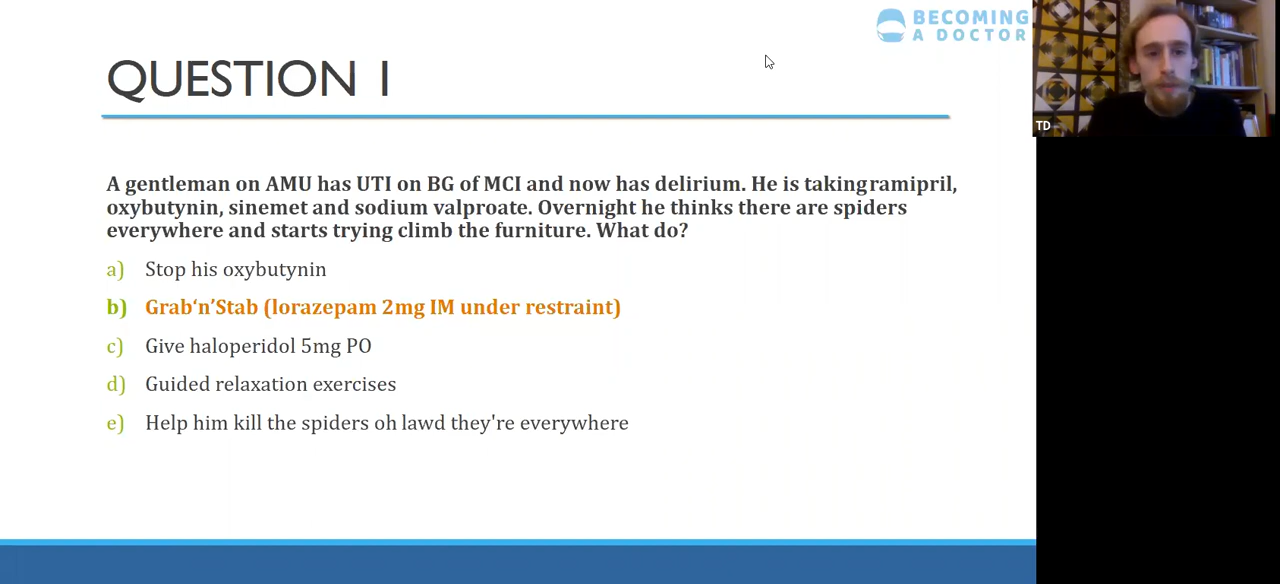 BECOMING
A DOCTOR
QUESTION 1
TD
A gentleman on AMU has UTI on BG of MCI and now has delirium. He is taking ramipril,
oxybutynin, sinemet and sodium valproate. Overnight he thinks there are spiders
everywhere and starts trying climb the furniture. What do?
a) Stop his oxybutynin
b) Grab‘n’Stab (lorazepam 2mg IM under restraint)
c) Give haloperidol 5mg PO
d) Guided relaxation exercises
e) Help him kill the spiders oh lawd they're everywhere